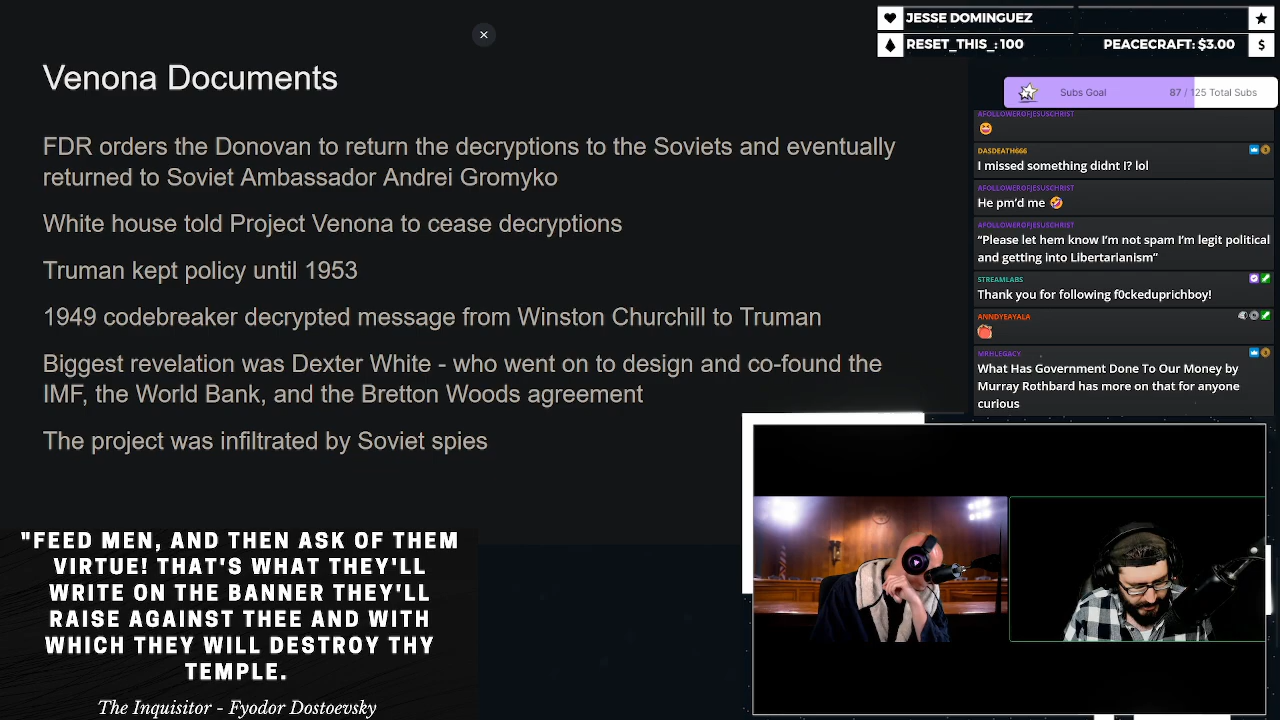 Venona Documents
FDR orders the Donovan to return the decryptions to the Soviets and eventually
returned to Soviet Ambassador Andrei Gromyko
White house told Project Venona to cease decryptions
Truman kept policy until 1953
1949 codebreaker decrypted message from Winston Churchill to Truman
Biggest revelation was Dexter White - who went on to design and co-found the
IMF, the World Bank, and the Bretton Woods agreement
The project was infiltrated by Soviet spies
"FEED MEN, AND THEN ASK OF THEM
VIRTUE! THAT'S WHAT THEY'LL
WRITE ON THE BANNER THEY'LL
RAISE AGAINST THEE AND WITH
WHICH THEY WILL DESTROY THY
TEMPLE.
The Inquisitor - Fyodor Dostoevsky
JESSE DOMINGUEZ
RESET_THIS_: 100 PEACECRAFT: $3.00
Subs Goal 87 / 125 Total Subs
AFOLLOWEROFJESUSCHRIST
DASDEATH666
I missed something didnt I? lol
AFOLLOWEROFJESUSCHRIST
He pm'd me 🤣
AFOLLOWEROFJESUSCHRIST
“Please let hem know I’m not spam I’m legit political
and getting into Libertarianism”
STREAMLABS
Thank you for following f0ckeduprichboy!
ANNDYEAYALA
MRHLEGACY
What Has Government Done To Our Money by
Murray Rothbard has more on that for anyone
curious